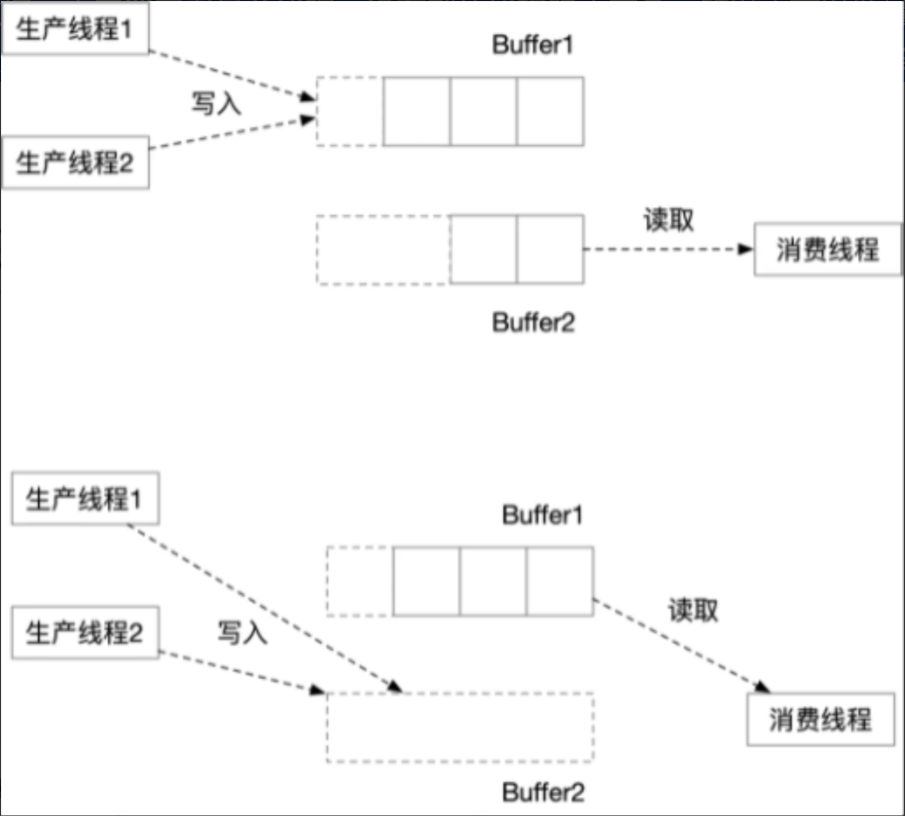 生产线程1
Buffer1
写入
生产线程2
读取
消费线程
Buffer2
生产线程1
Buffer1
读取
生产线程2
写入
消费线程
Buffer2